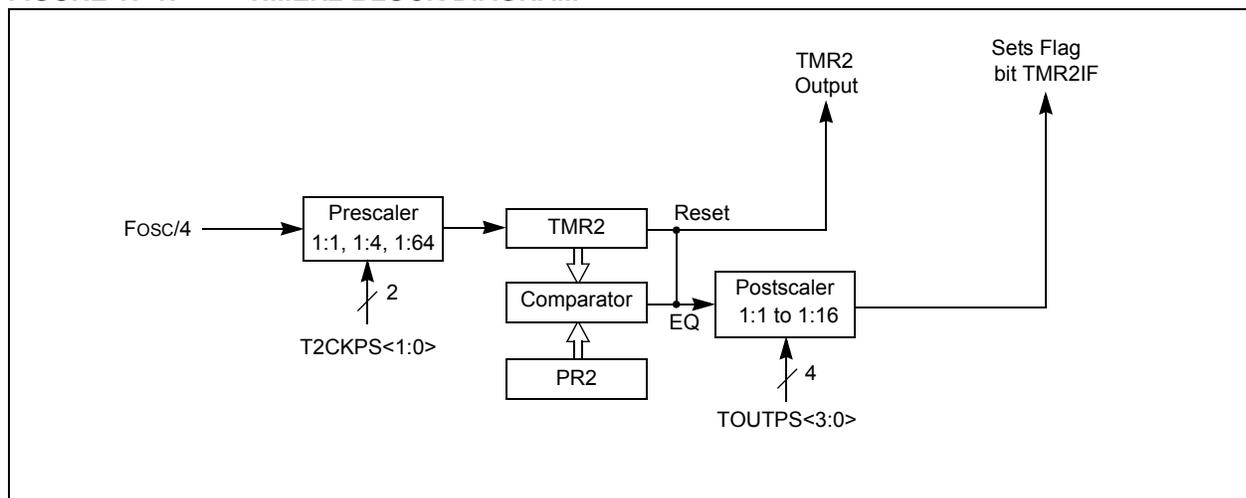 TMR2
Output
Sets Flag
bit TMR2IF
FOSC/4
Prescaler
1:1, 1:4, 1:64
2
T2CKPS<1:0>
TMR2
Reset
Comparator
EQ
PR2
Postscaler
1:1 to 1:16
4
TOUTPS<3:0>